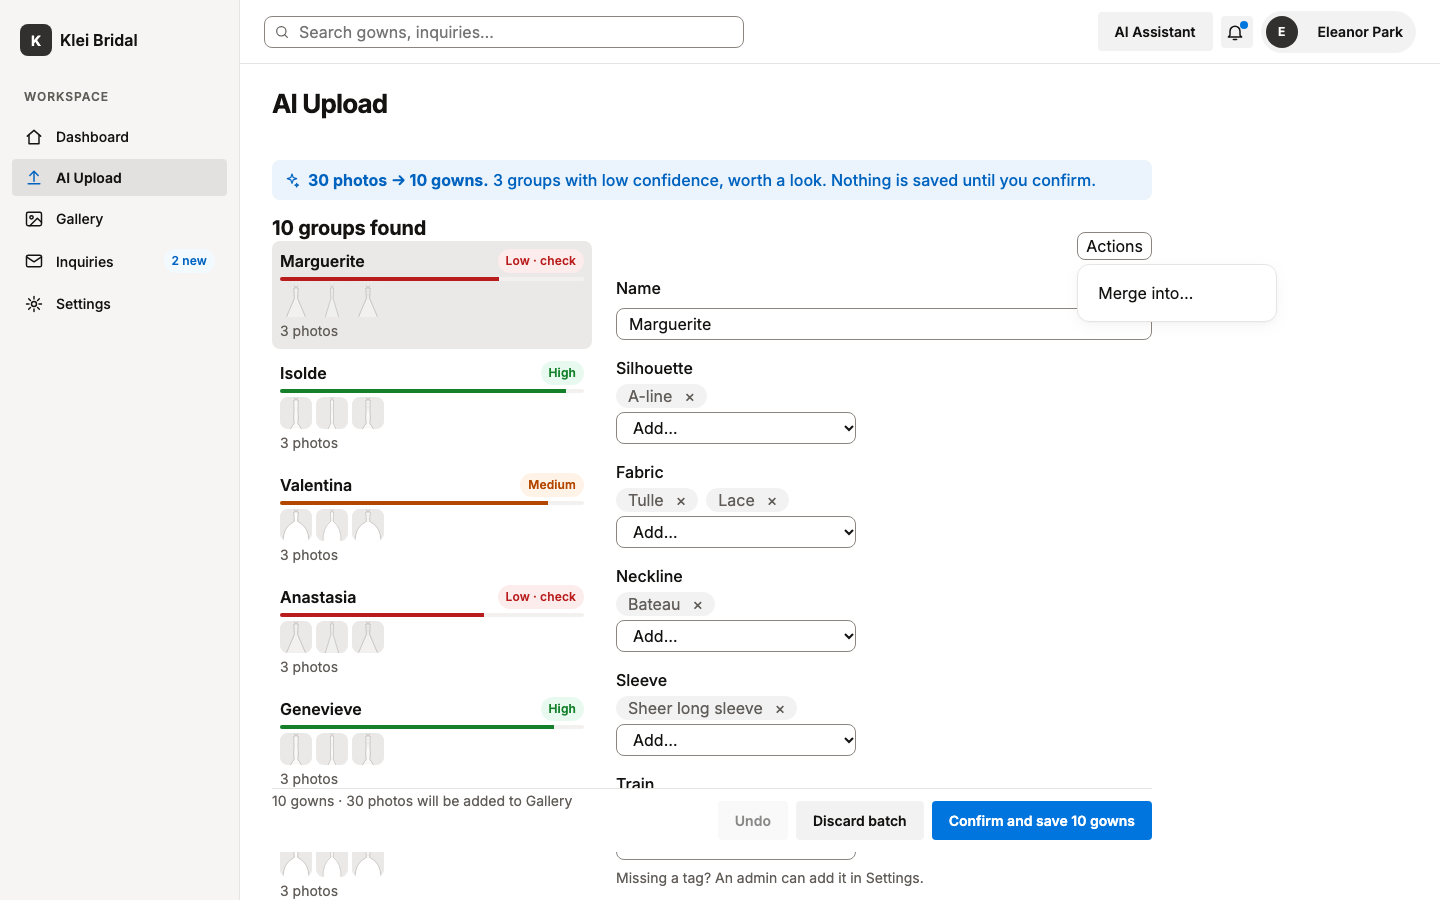 K Klei Bridal
Search gowns, inquiries...
AI Assistant
E Eleanor Park
WORKSPACE
Dashboard
AI Upload
Gallery
Inquiries 2 new
Settings
AI Upload
30 photos → 10 gowns. 3 groups with low confidence, worth a look. Nothing is saved until you confirm.
10 groups found
Marguerite Low · check
3 photos
Isolde High
3 photos
Valentina Medium
3 photos
Anastasia Low · check
3 photos
Genevieve High
3 photos
3 photos
Actions
Merge into...
Name
Marguerite
Silhouette
A-line ×
Add...
Fabric
Tulle × Lace ×
Add...
Neckline
Bateau ×
Add...
Sleeve
Sheer long sleeve ×
Add...
Train
Missing a tag? An admin can add it in Settings.
10 gowns · 30 photos will be added to Gallery
Undo
Discard batch
Confirm and save 10 gowns